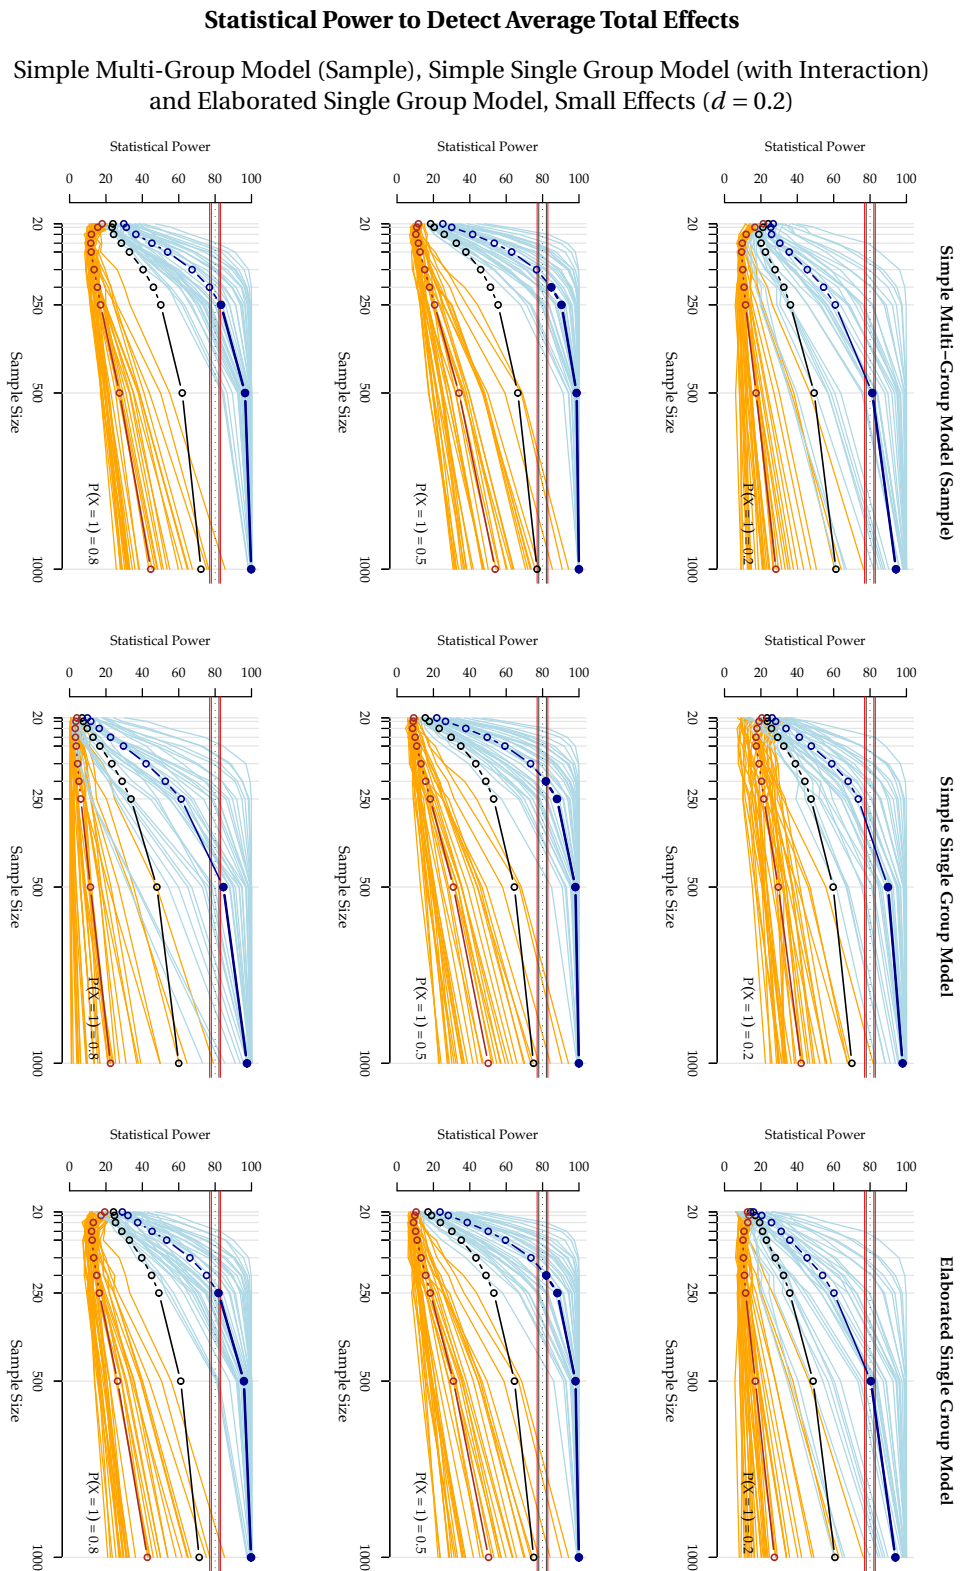 Statistical Power to Detect Average Total Effects
Simple Multi-Group Model (Sample), Simple Single Group Model (with Interaction)
and Elaborated Single Group Model, Small Effects (d = 0.2)
Statistical Power
0 20 40 60 80 100
20
250
500
1000
Sample Size
P(X = 1) = 0.8
Statistical Power
0 20 40 60 80 100
20
250
500
1000
Sample Size
P(X = 1) = 0.5
Statistical Power
0 20 40 60 80 100
20
250
500
1000
Sample Size
P(X = 1) = 0.2
Simple Multi−Group Model (Sample)
Statistical Power
0 20 40 60 80 100
20
250
500
1000
Sample Size
P(X = 1) = 0.8
Statistical Power
0 20 40 60 80 100
20
250
500
1000
Sample Size
P(X = 1) = 0.5
Statistical Power
0 20 40 60 80 100
20
250
500
1000
Sample Size
P(X = 1) = 0.2
Simple Single Group Model
Statistical Power
0 20 40 60 80 100
20
250
500
1000
Sample Size
P(X = 1) = 0.8
Statistical Power
0 20 40 60 80 100
20
250
500
1000
Sample Size
P(X = 1) = 0.5
Statistical Power
0 20 40 60 80 100
20
250
500
1000
Sample Size
P(X = 1) = 0.2
Elaborated Single Group Model